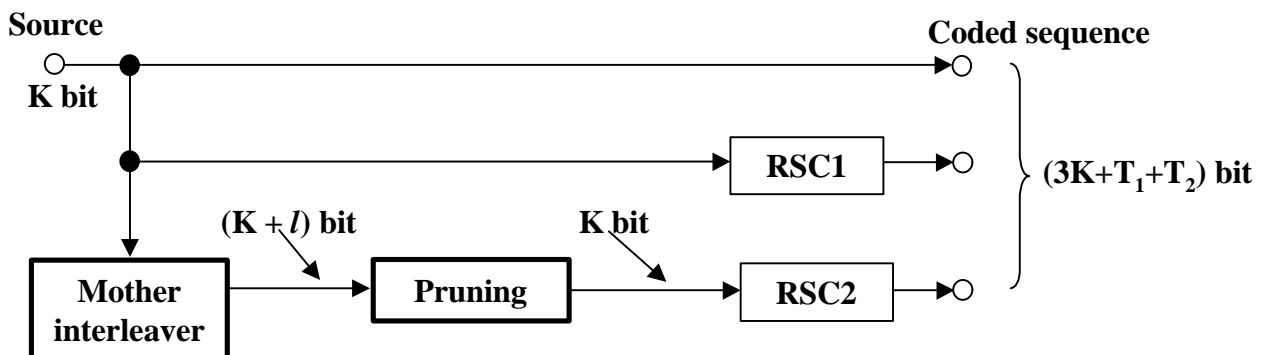 Source
Coded sequence
K bit
RSC1
(3K+T₁+T₂) bit
(K + l) bit
K bit
Mother
interleaver
Pruning
RSC2